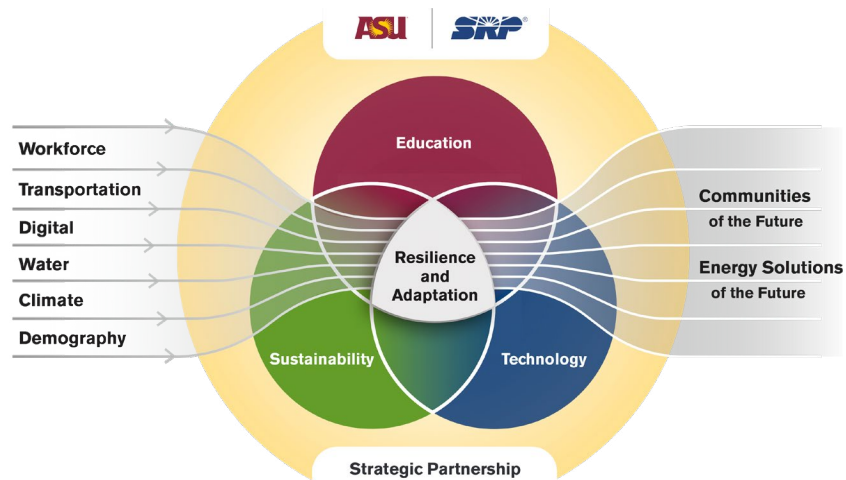 ASU
SRP®
Education
Workforce
Transportation
Digital
Water
Climate
Demography
Resilience
and
Adaptation
Communities
of the Future
Energy Solutions
of the Future
Sustainability
Technology
Strategic Partnership